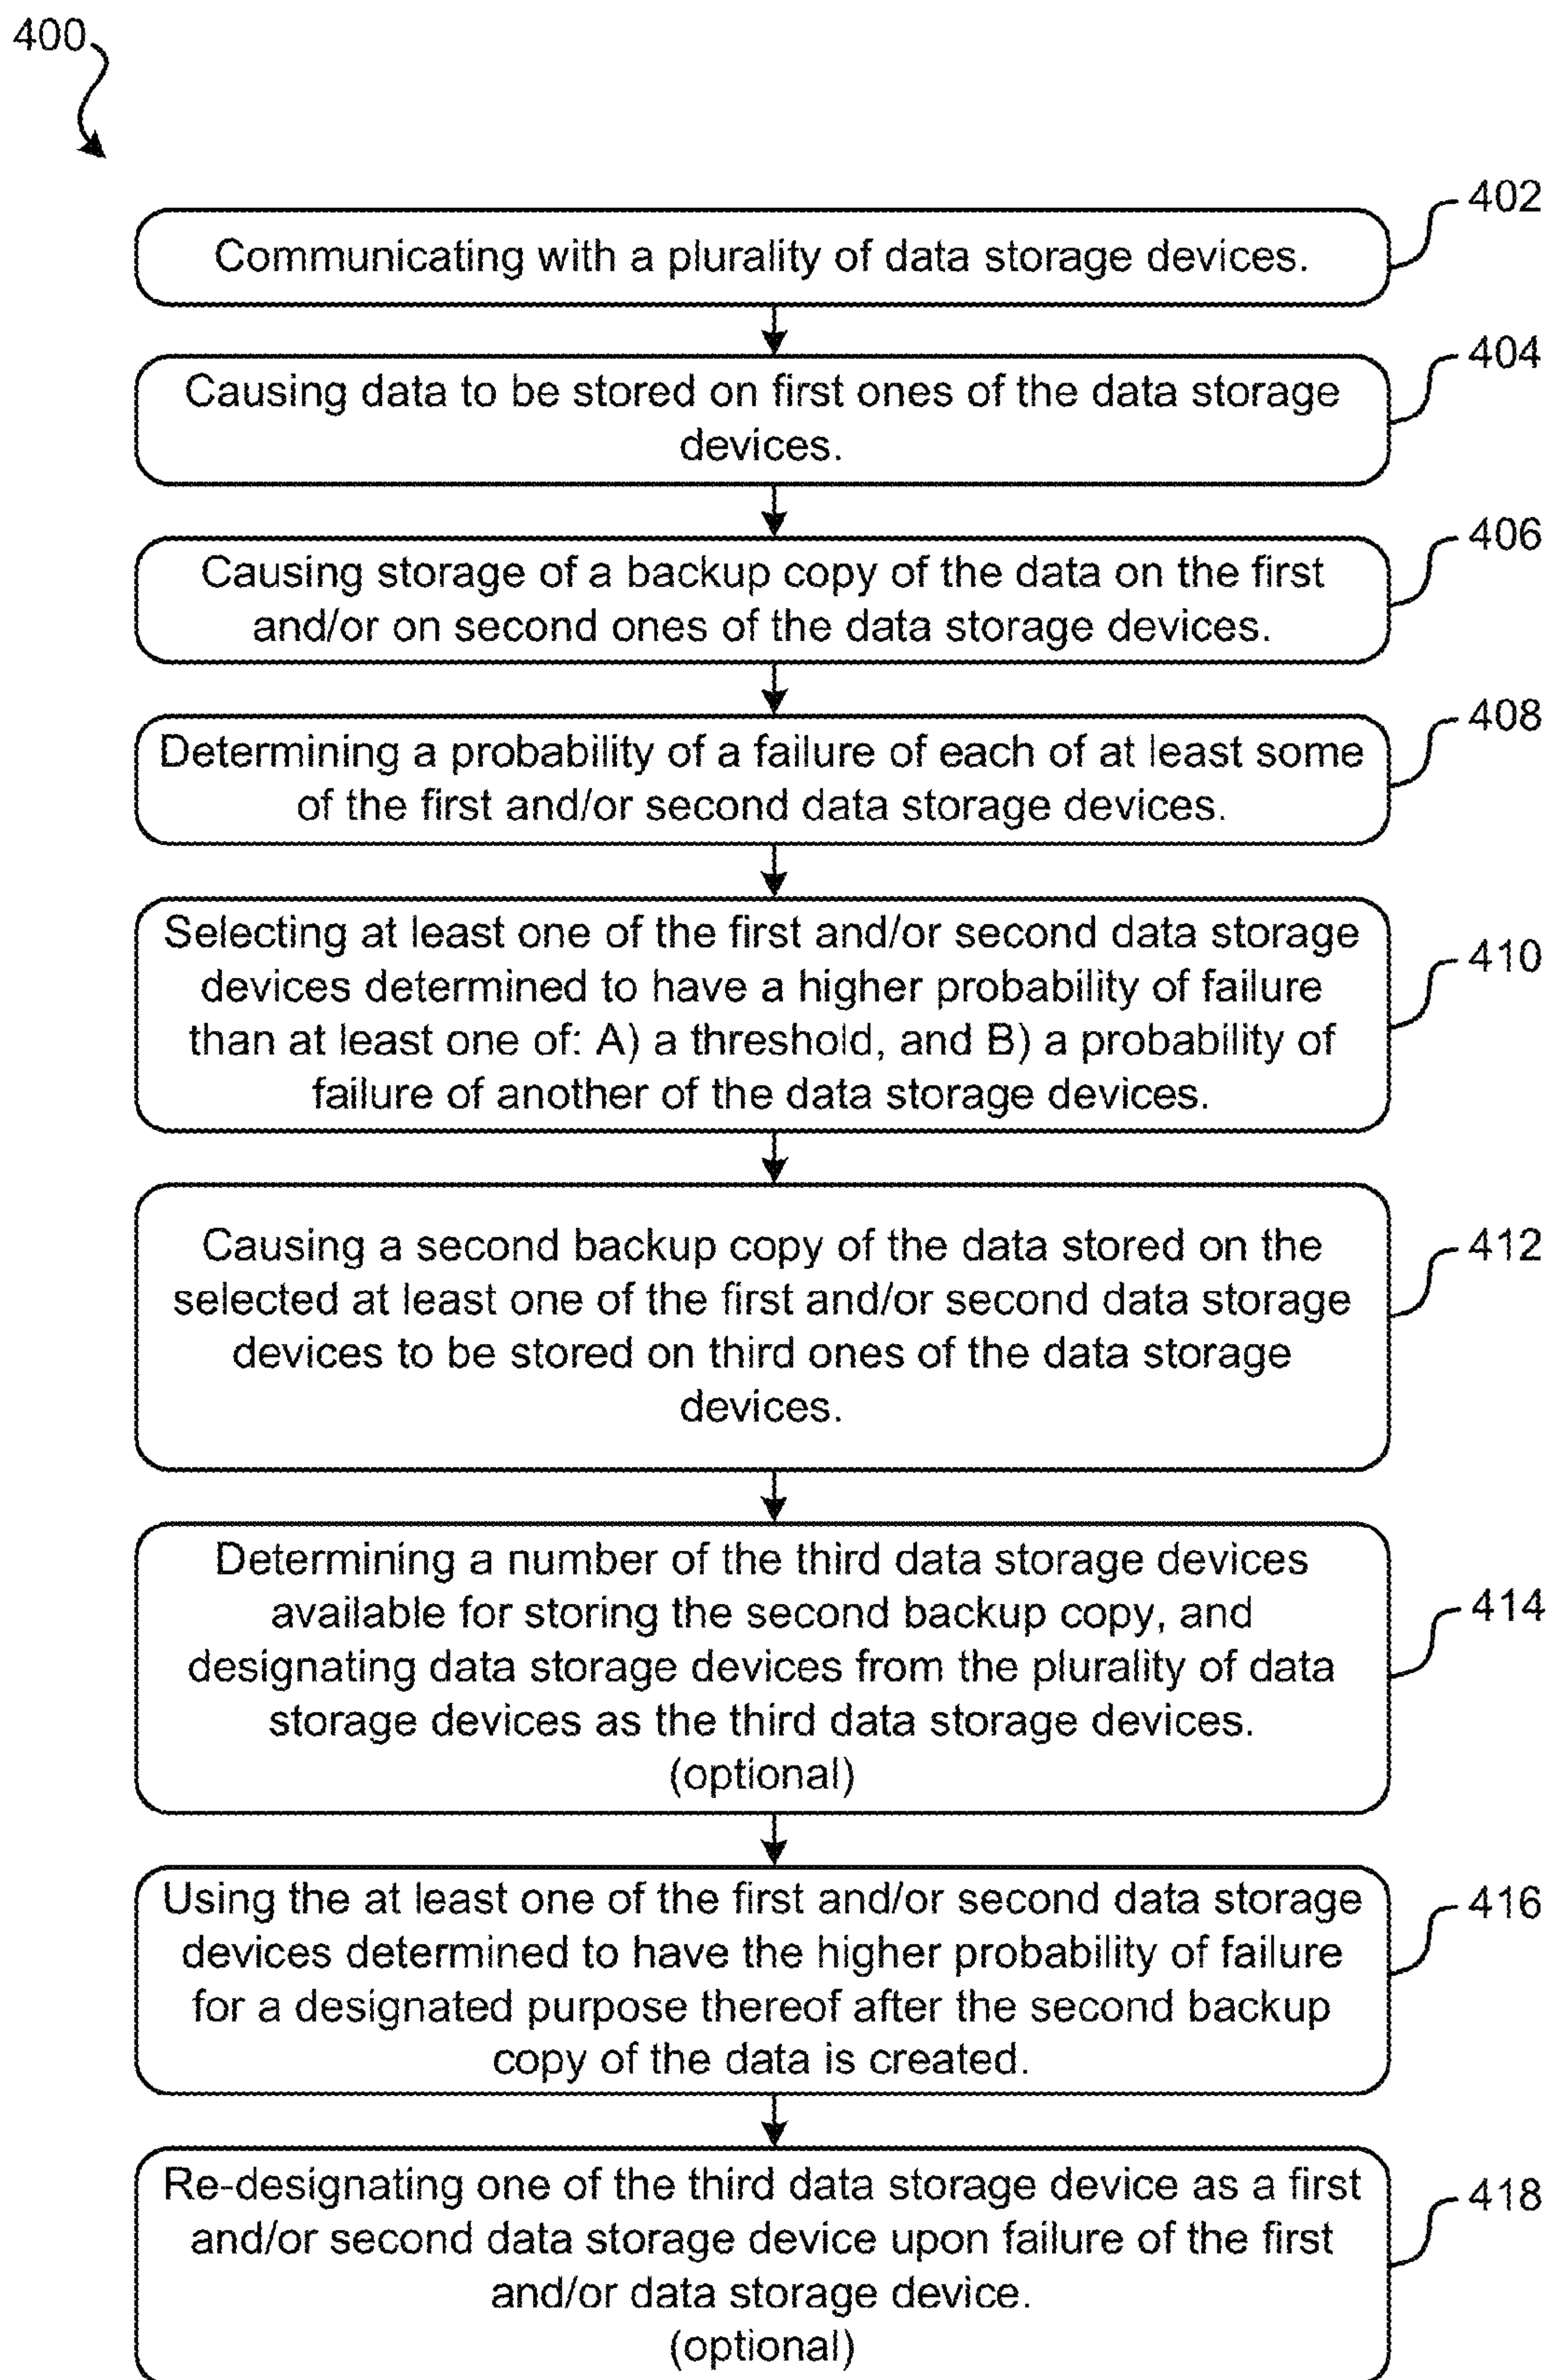 400
402
Communicating with a plurality of data storage devices.
404
Causing data to be stored on first ones of the data storage
devices.
406
Causing storage of a backup copy of the data on the first
and/or on second ones of the data storage devices.
408
Determining a probability of a failure of each of at least some
of the first and/or second data storage devices.
410
Selecting at least one of the first and/or second data storage
devices determined to have a higher probability of failure
than at least one of: A) a threshold, and B) a probability of
failure of another of the data storage devices.
412
Causing a second backup copy of the data stored on the
selected at least one of the first and/or second data storage
devices to be stored on third ones of the data storage
devices.
414
Determining a number of the third data storage devices
available for storing the second backup copy, and
designating data storage devices from the plurality of data
storage devices as the third data storage devices.
(optional)
416
Using the at least one of the first and/or second data storage
devices determined to have the higher probability of failure
for a designated purpose thereof after the second backup
copy of the data is created.
418
Re-designating one of the third data storage device as a first
and/or second data storage device upon failure of the first
and/or data storage device.
(optional)